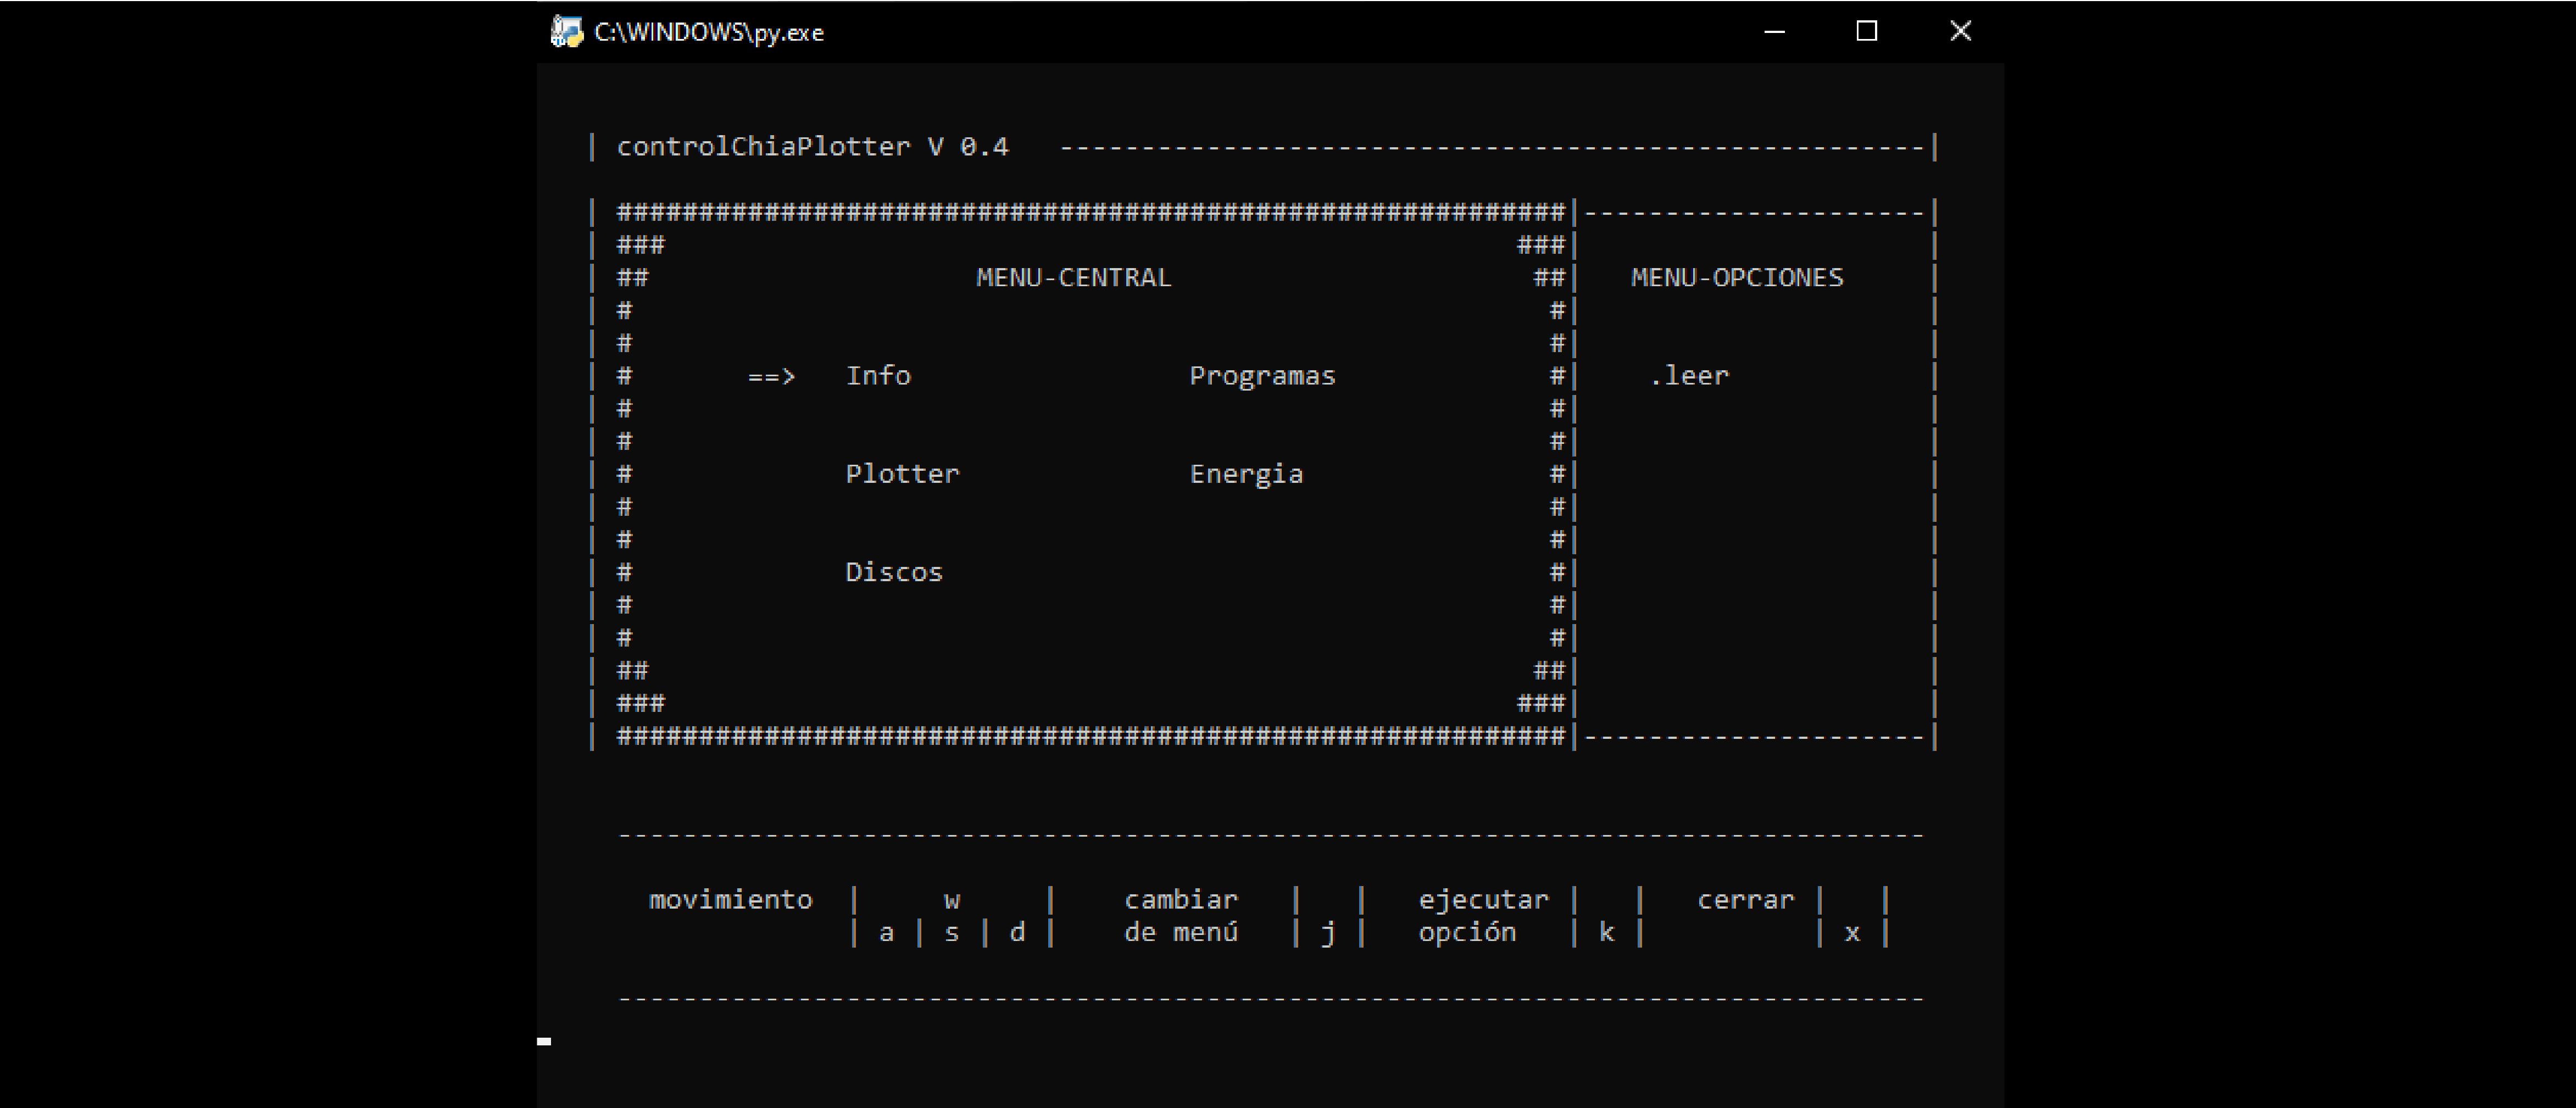 C:\WINDOWS\py.exe
| controlChiaPlotter V 0.4   -----------------------------------------------------|
| ##########################################################|---------------------|
| ###                                                    ###|                     |
| ##                    MENU-CENTRAL                      ##|   MENU-OPCIONES     |
| #                                                        #|                     |
| #                                                        #|                     |
| #       ==>   Info                 Programas             #|    .leer            |
| #                                                        #|                     |
| #                                                        #|                     |
| #             Plotter              Energia               #|                     |
| #                                                        #|                     |
| #                                                        #|                     |
| #             Discos                                     #|                     |
| #                                                        #|                     |
| #                                                        #|                     |
| ##                                                      ##|                     |
| ###                                                    ###|                     |
| ##########################################################|---------------------|
--------------------------------------------------------------------------------
movimiento  |     w     |    cambiar   |   |   ejecutar |   |   cerrar |   |
| a | s | d |    de menú   | j |   opción   | k |          | x |
--------------------------------------------------------------------------------